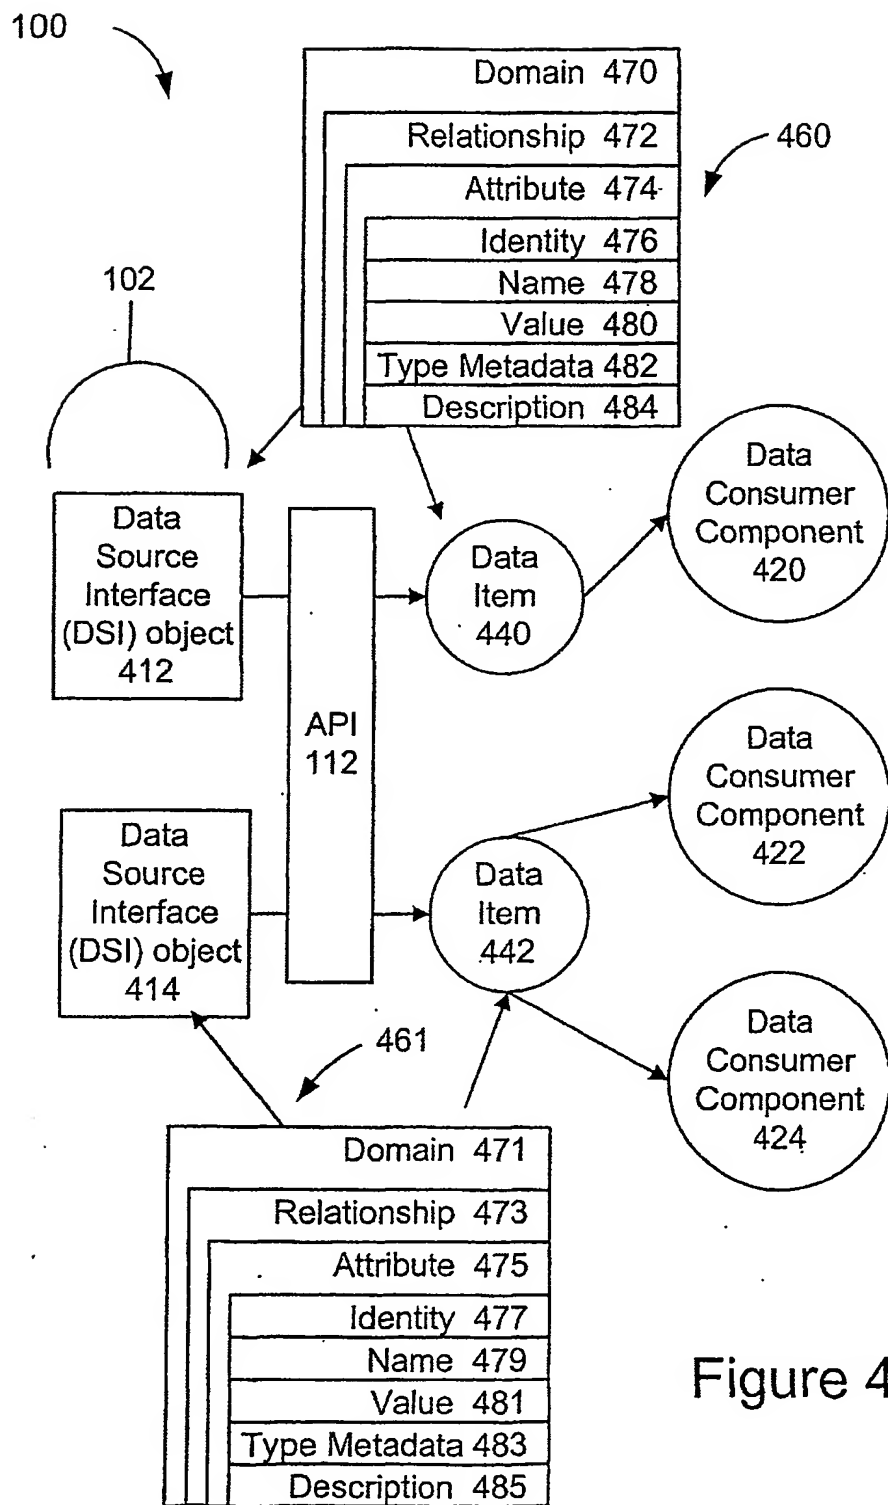 100
Domain 470
Relationship 472
Attribute 474
Identity 476
Name 478
Value 480
Type Metadata 482
Description 484
460
102
Data
Source
Interface
(DSI) object
412
API
112
Data
Item
440
Data
Consumer
Component
420
Data
Consumer
Component
422
Data
Source
Interface
(DSI) object
414
Data
Item
442
Data
Consumer
Component
424
461
Domain 471
Relationship 473
Attribute 475
Identity 477
Name 479
Value 481
Type Metadata 483
Description 485
Figure 4